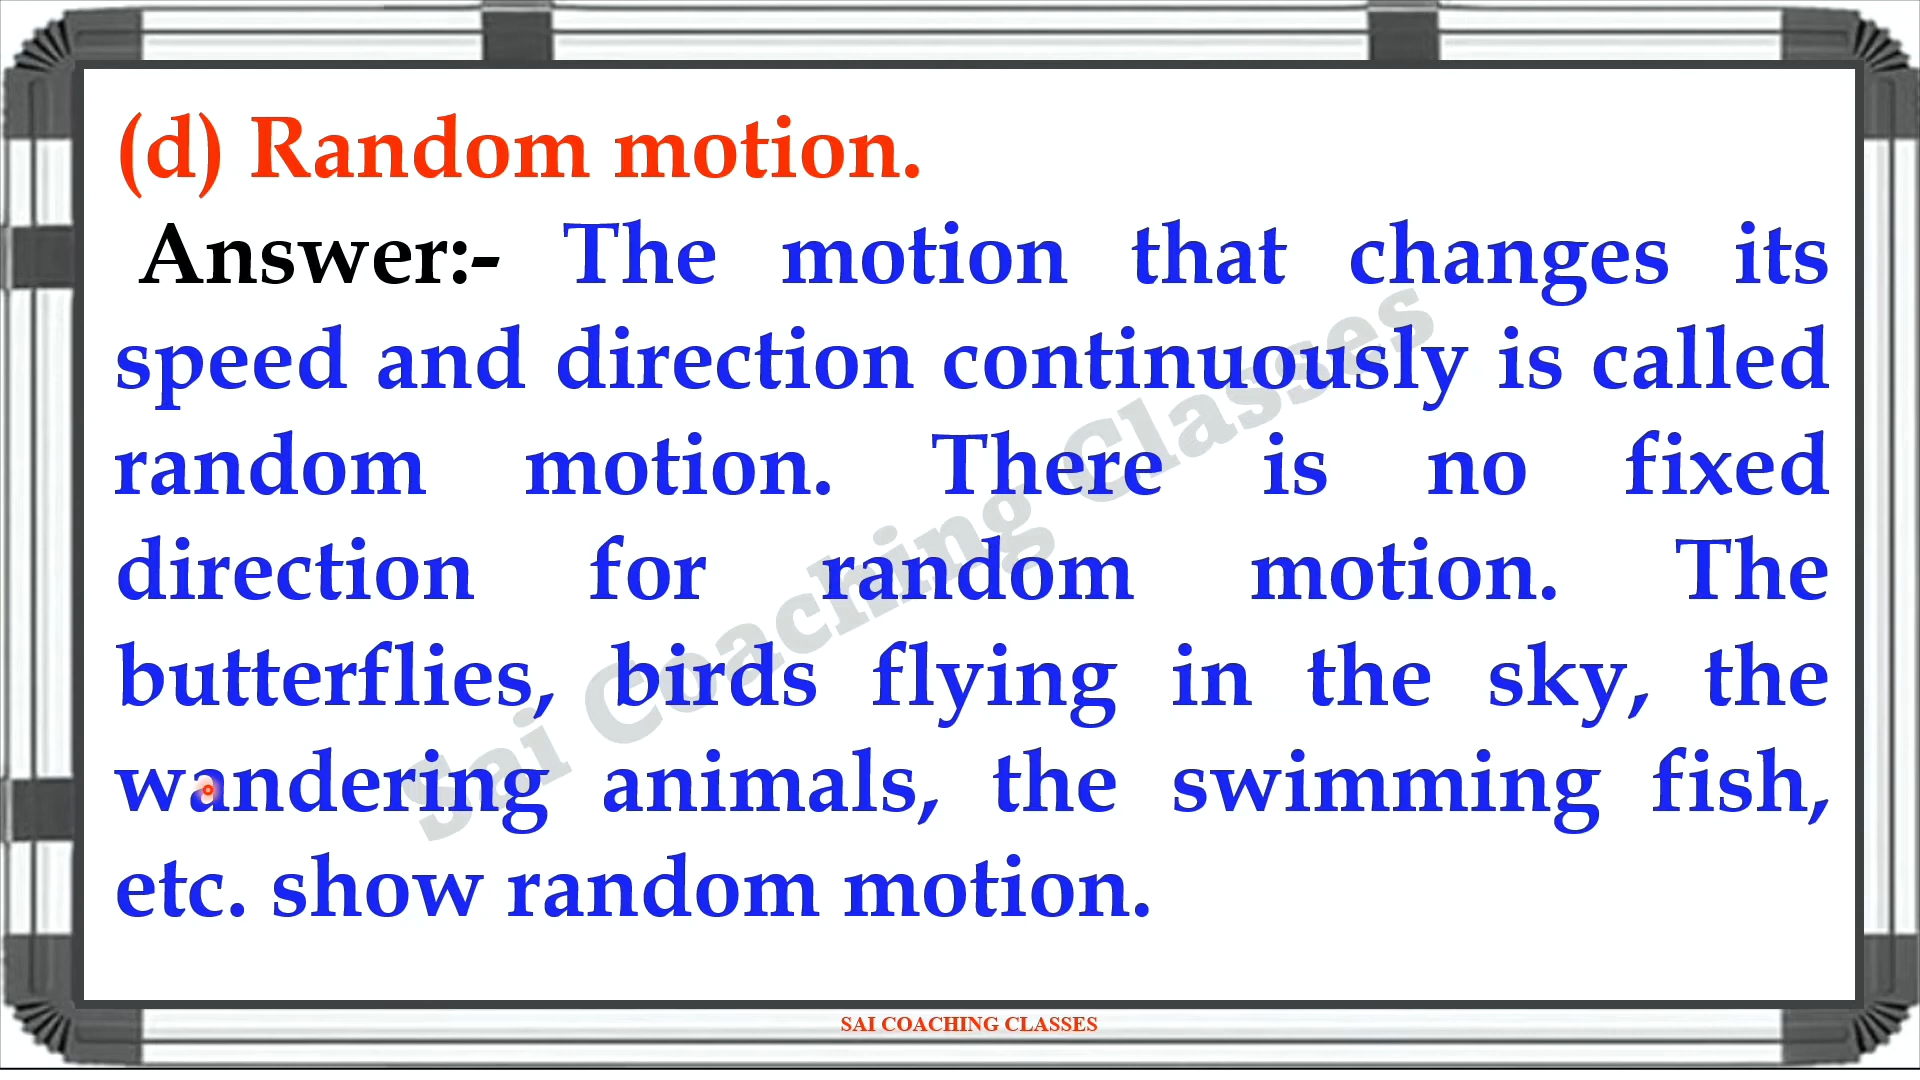 (d) Random motion.
Answer:- The motion that changes its
speed and direction continuously is called
random motion. There is no fixed
direction for random motion. The
butterflies, birds flying in the sky, the
wandering animals, the swimming fish,
etc. show random motion.
Sai Coaching Classes
SAI COACHING CLASSES